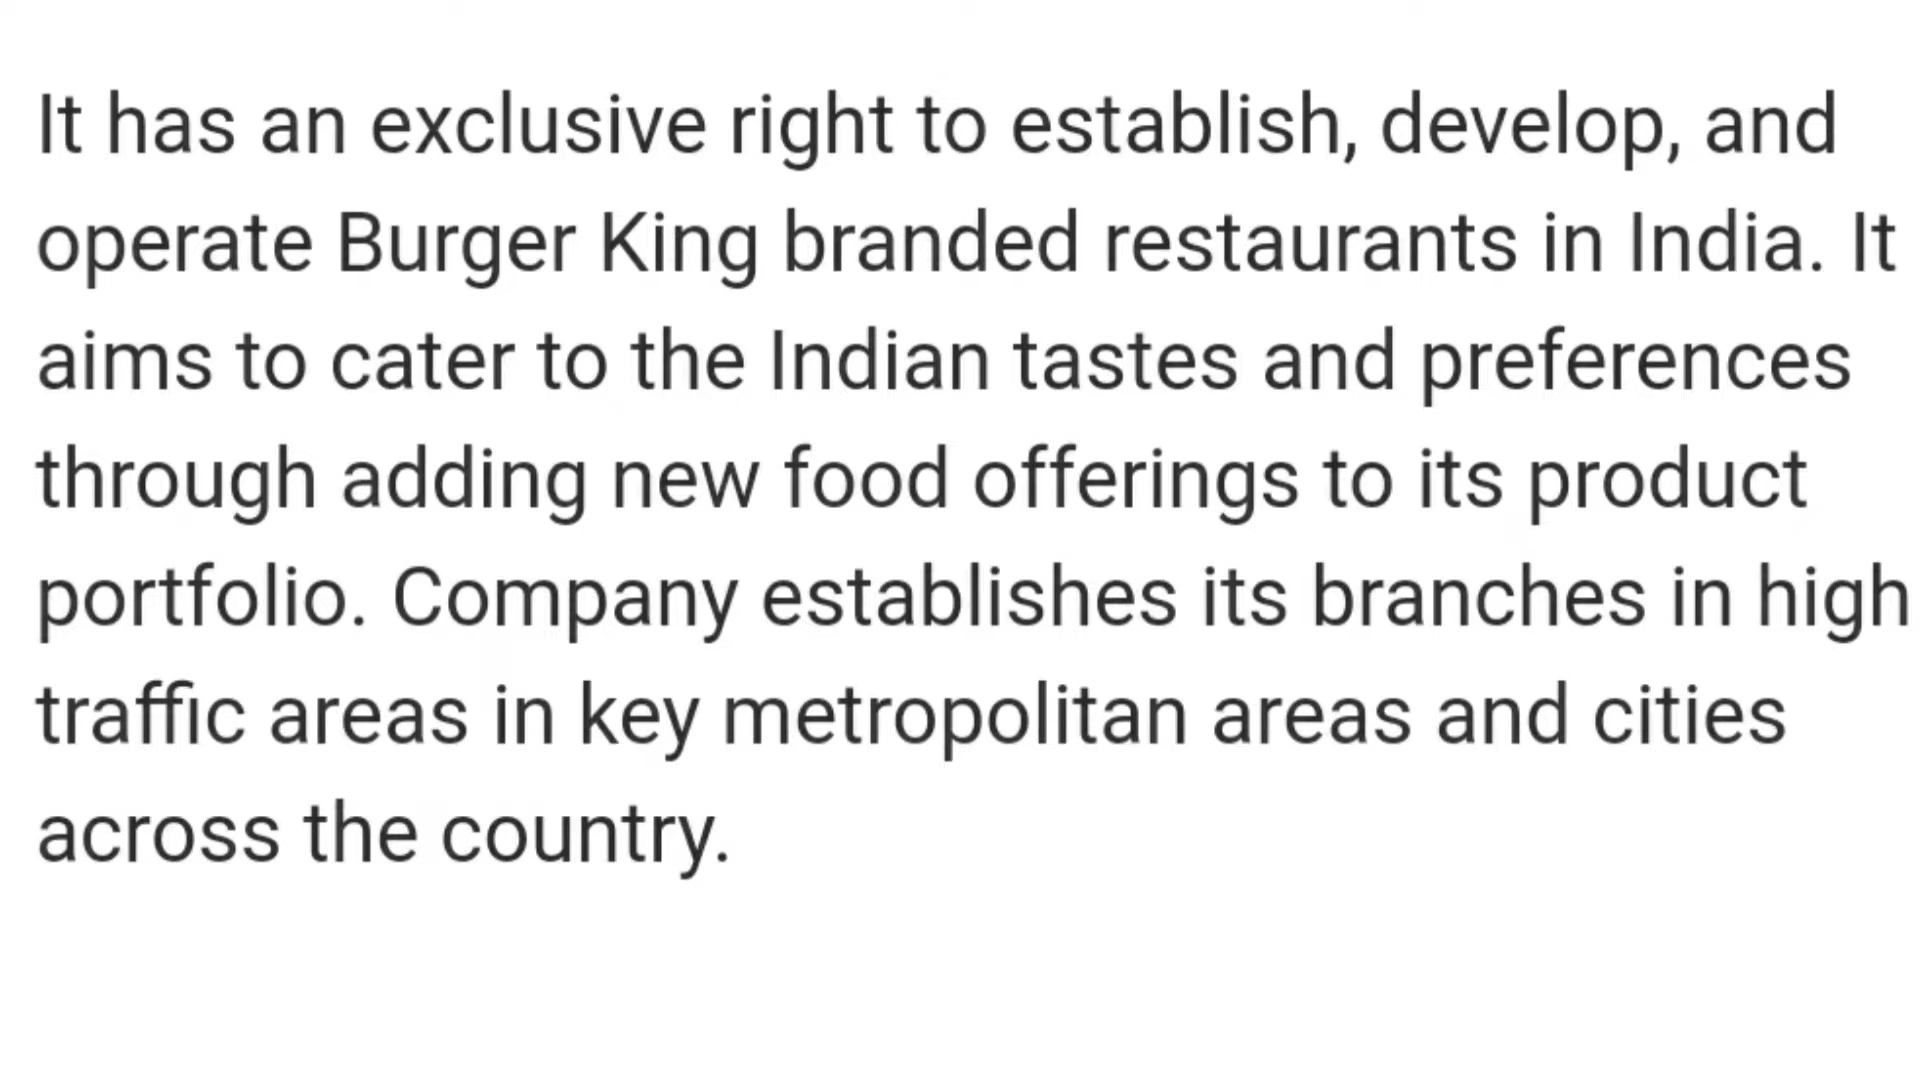 It has an exclusive right to establish, develop, and
operate Burger King branded restaurants in India. It
aims to cater to the Indian tastes and preferences
through adding new food offerings to its product
portfolio. Company establishes its branches in high
traffic areas in key metropolitan areas and cities
across the country.